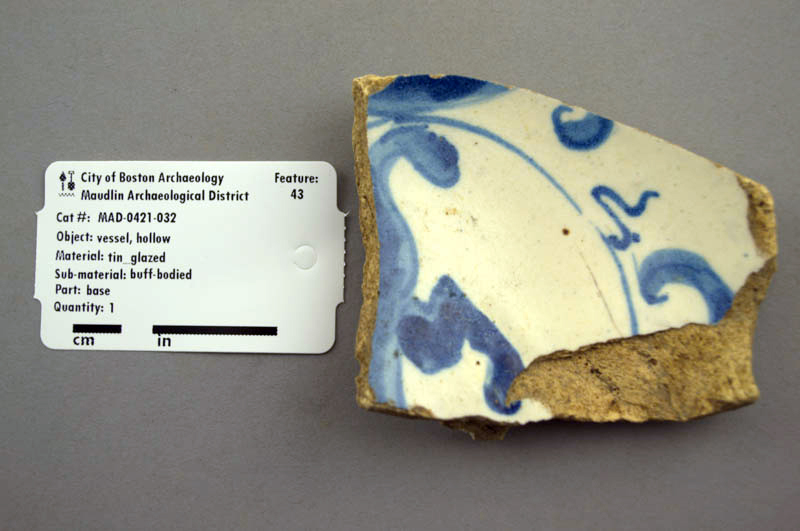 City of Boston Archaeology
Maudlin Archaeological District
Feature:
43
Cat #: MAD-0421-032
Object: vessel, hollow
Material: tin_glazed
Sub-material: buff-bodied
Part: base
Quantity: 1
cm in